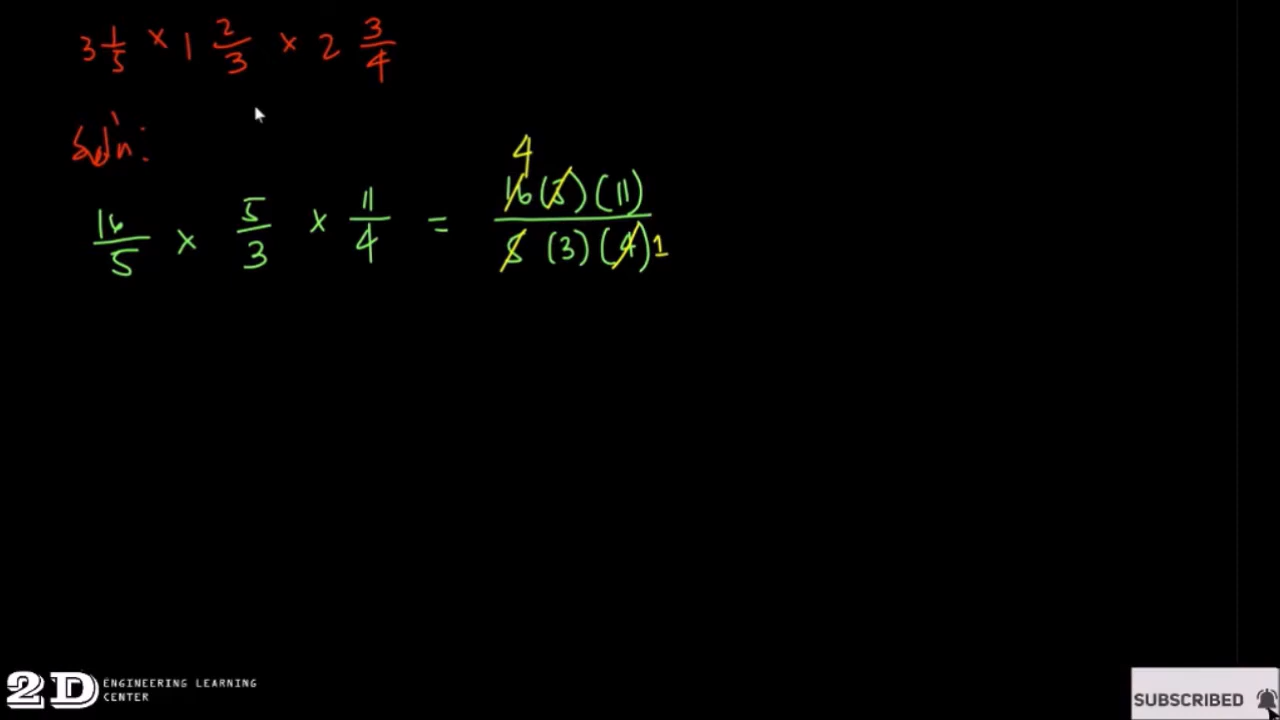 3 1/5 × 1 2/3 × 2 3/4
Sol'n:
4
16/5 × 5/3 × 11/4 = 16(5)(11)/5(3)(4) 1
2D ENGINEERING LEARNING
CENTER
SUBSCRIBED